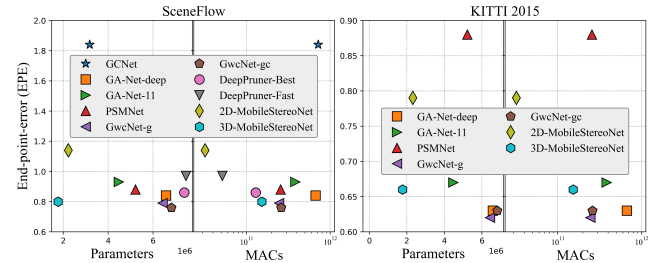 SceneFlow
KITTI 2015
End-point-error (EPE)
2.0
1.8
1.6
1.4
1.2
1.0
0.8
0.6
GCNet
GA-Net-deep
GA-Net-11
PSMNet
GwcNet-g
GwcNet-gc
DeepPruner-Best
DeepPruner-Fast
2D-MobileStereoNet
3D-MobileStereoNet
2 4 6
1e6
Parameters
10¹¹ 10¹²
MACs
0.90
0.85
0.80
0.75
0.70
0.65
0.60
GA-Net-deep
GA-Net-11
PSMNet
GwcNet-g
GwcNet-gc
2D-MobileStereoNet
3D-MobileStereoNet
0 2 4 6
1e6
Parameters
10¹¹ 10¹²
MACs